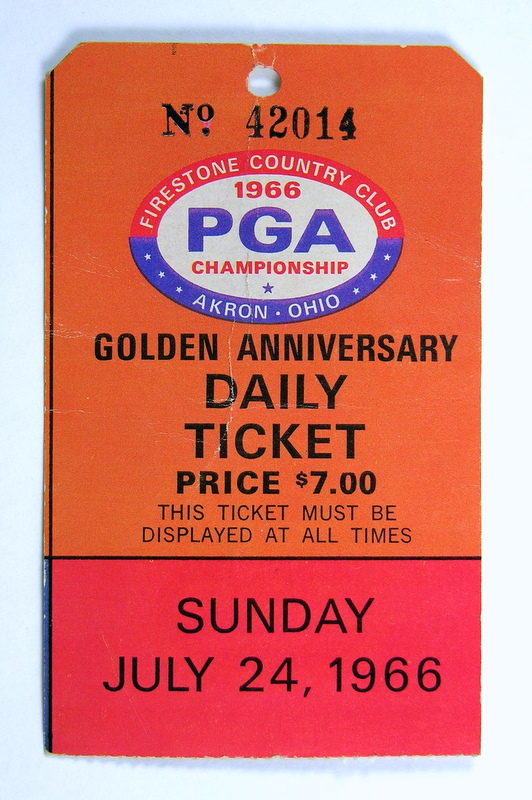 Nº 42014
FIRESTONE COUNTRY CLUB
1966
PGA
CHAMPIONSHIP
AKRON · OHIO
GOLDEN ANNIVERSARY
DAILY
TICKET
PRICE $7.00
THIS TICKET MUST BE
DISPLAYED AT ALL TIMES
SUNDAY
JULY 24, 1966